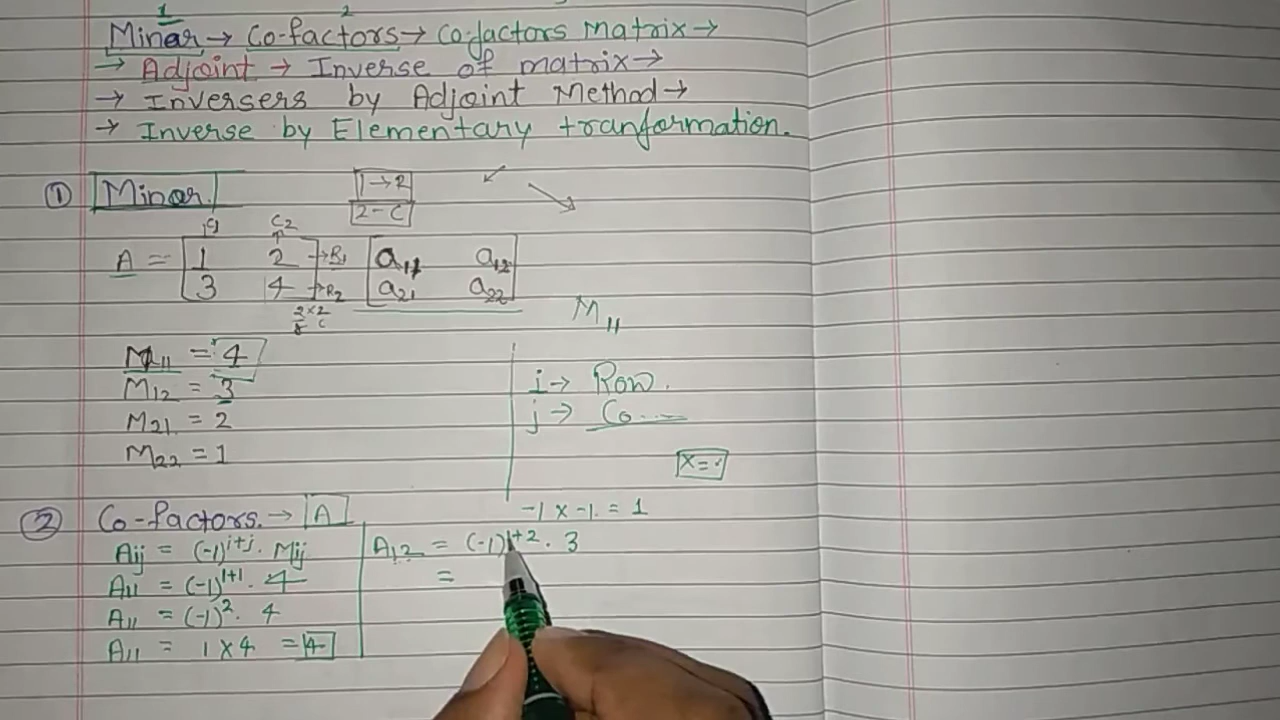 1 2
Minar → Co-factors → Co-factors Matrix →
→ Adjoint → Inverse of matrix →
→ Inversers by Adjoint Method →
→ Inverse by Elementary tranformation.
① Minor.
1 → R
2 - C
C2
A = [1 2 → R1
3 4] → R2
2×2
[a11 a12
a21 a22]
M11
M11 = 4
M12 = 3
M21 = 2
M22 = 1
i → Row.
j → Co
② Co-factors. → A
-1 × -1 = 1
Aij = (-1)^i+j . Mij
A11 = (-1)^1+1 . 4
A11 = (-1)^2 . 4
A11 = 1 × 4 = 4
A12 = (-1)^1+2 . 3
=